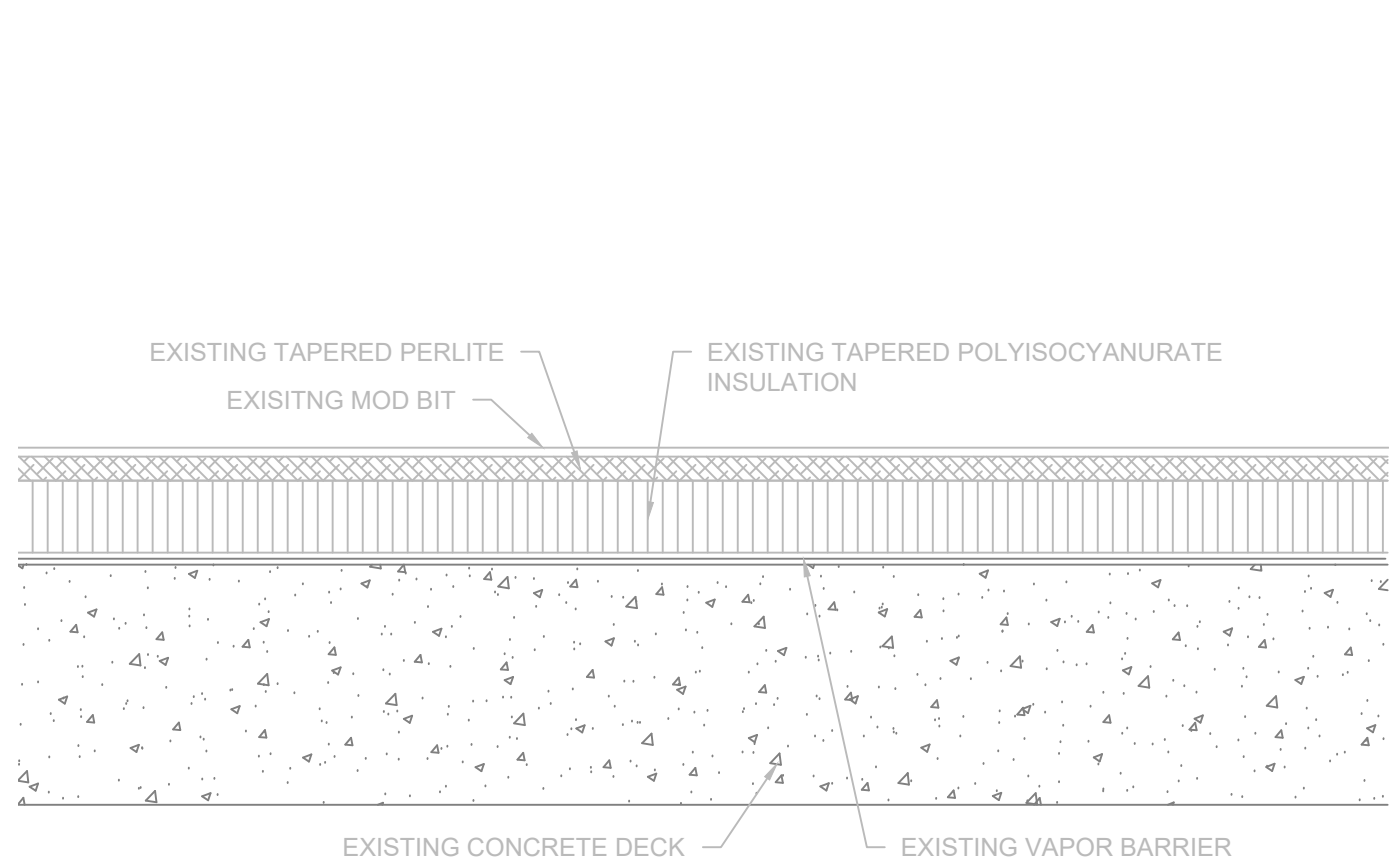 EXISTING TAPERED PERLITE
EXISITNG MOD BIT
EXISTING TAPERED POLYISOCYANURATE
INSULATION
EXISTING CONCRETE DECK
EXISTING VAPOR BARRIER